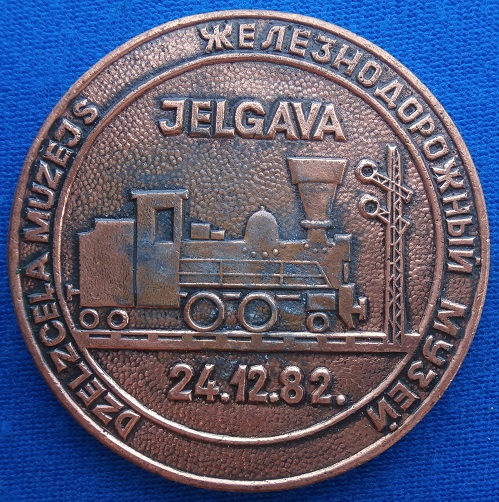 DZELZCEĻA MUZEJS
ЖЕЛЕЗНОДОРОЖНЫЙ МУЗЕЙ
JELGAVA
24.12.82.